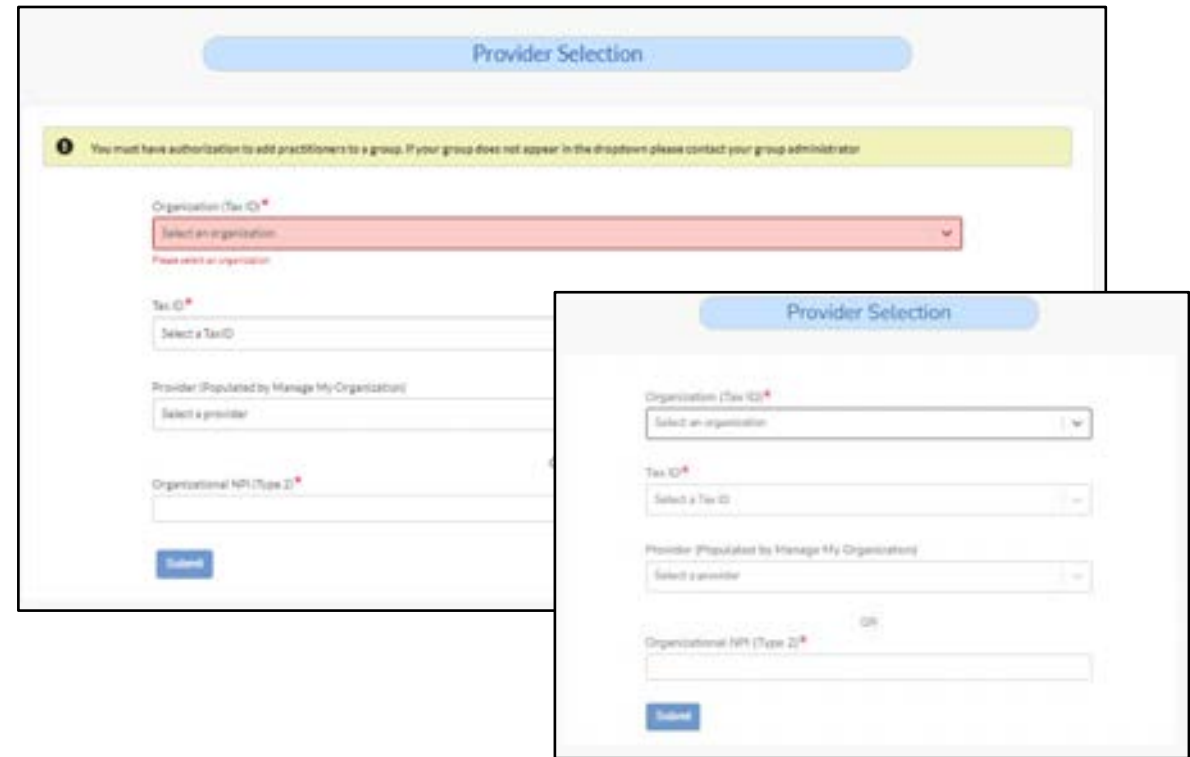 Provider Selection
You must have authorization to add practitioners to a group. If your group does not appear in the dropdown please contact your group administrator
Organization (Tax ID)*
Select an organization
Please select an organization
Tax ID*
Select a Tax ID
Provider (Populated by Manage My Organization)
Select a provider
Organizational NPI (Type 2)*
Submit
Provider Selection
Organization (Tax ID)*
Select an organization
Tax ID*
Select a Tax ID
Provider (Populated by Manage My Organization)
Select a provider
OR
Organizational NPI (Type 2)*
Submit